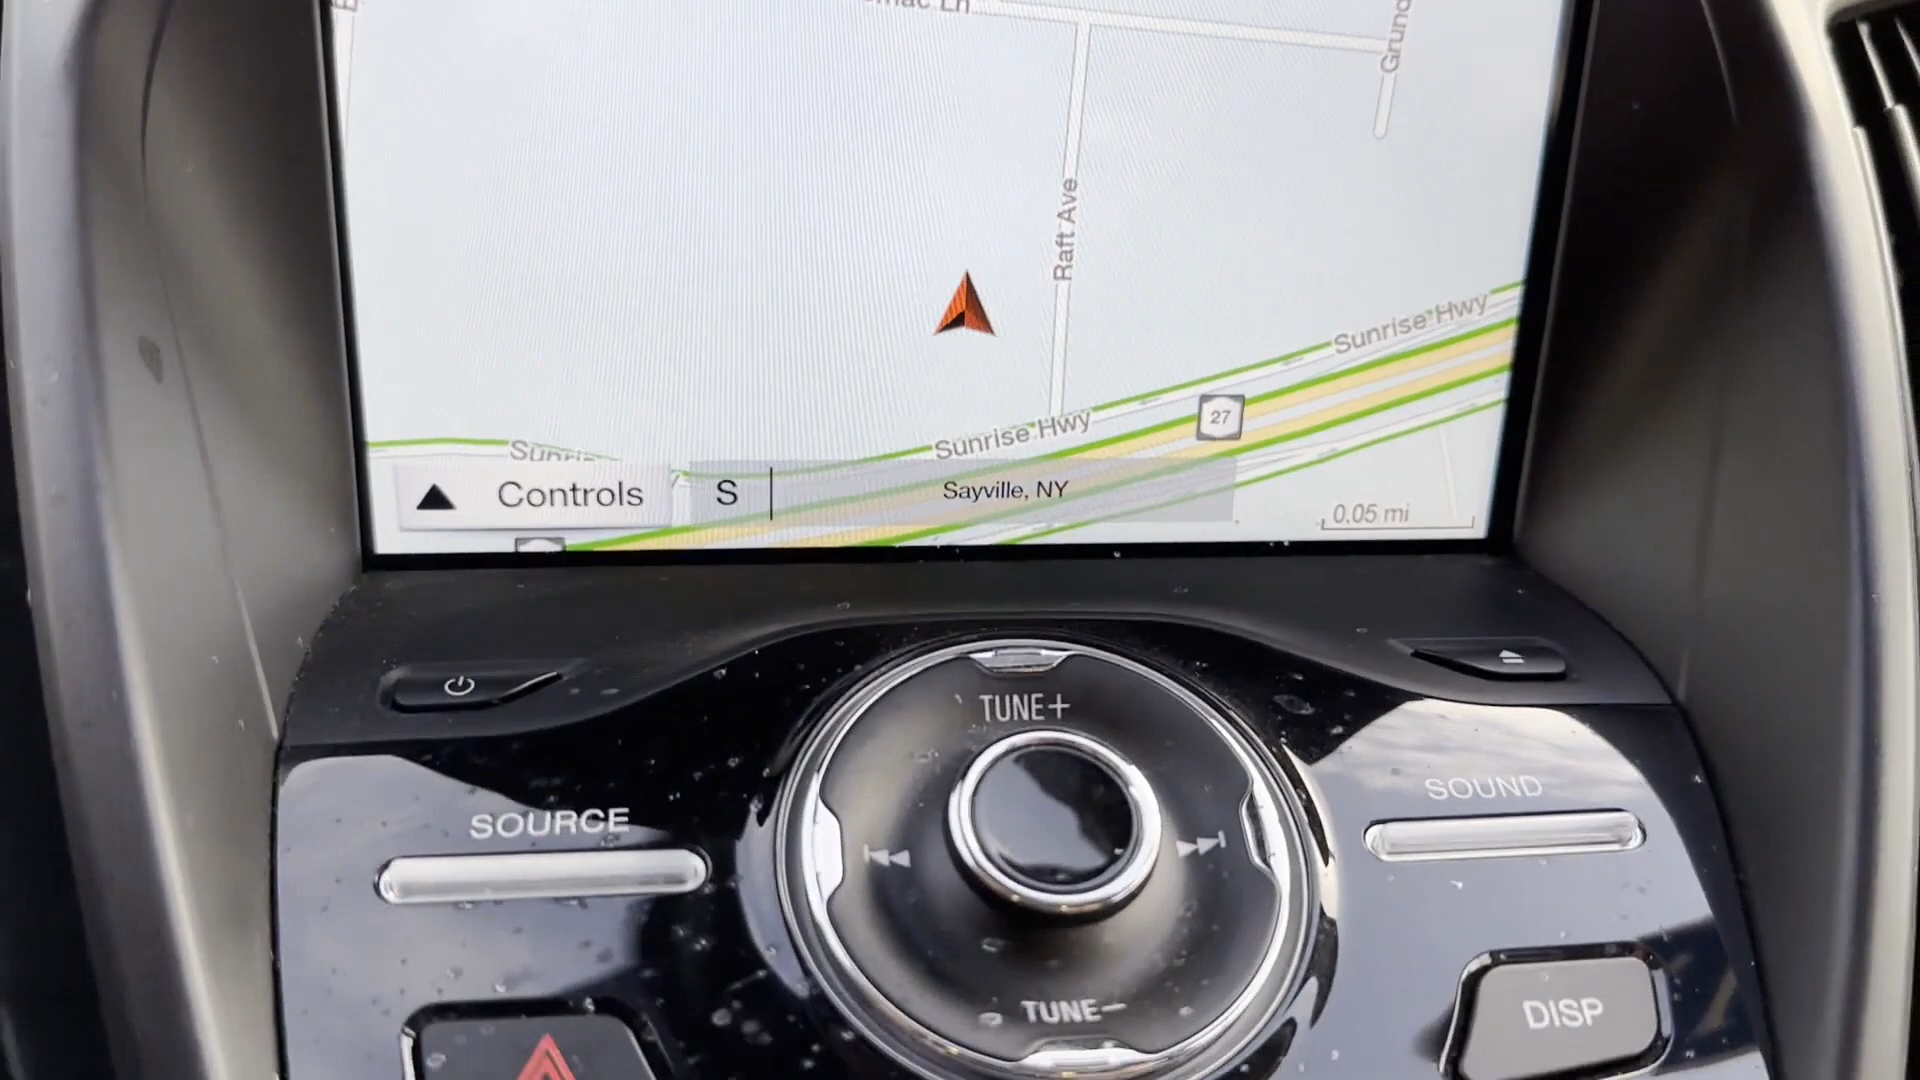 Raft Ave
Sunrise Hwy
27
Sunrise Hwy
Controls
S
Sayville, NY
0.05 mi
TUNE+
SOURCE
SOUND
TUNE-
DISP